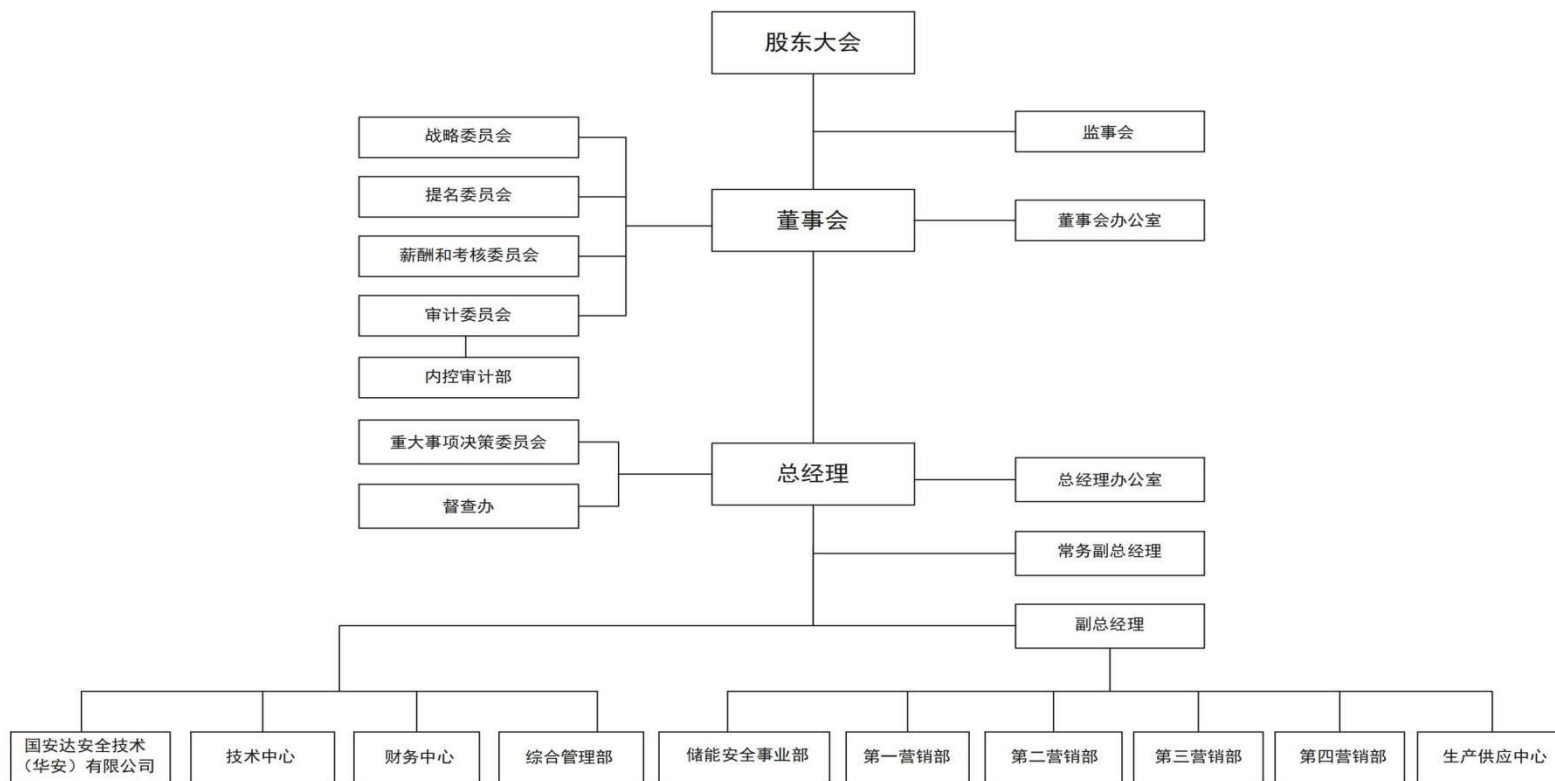 股东大会
战略委员会
监事会
提名委员会
董事会
董事会办公室
薪酬和考核委员会
审计委员会
内控审计部
重大事项决策委员会
总经理
总经理办公室
督查办
常务副总经理
副总经理
国安达安全技术
（华安）有限公司
技术中心
财务中心
综合管理部
储能安全事业部
第一营销部
第二营销部
第三营销部
第四营销部
生产供应中心